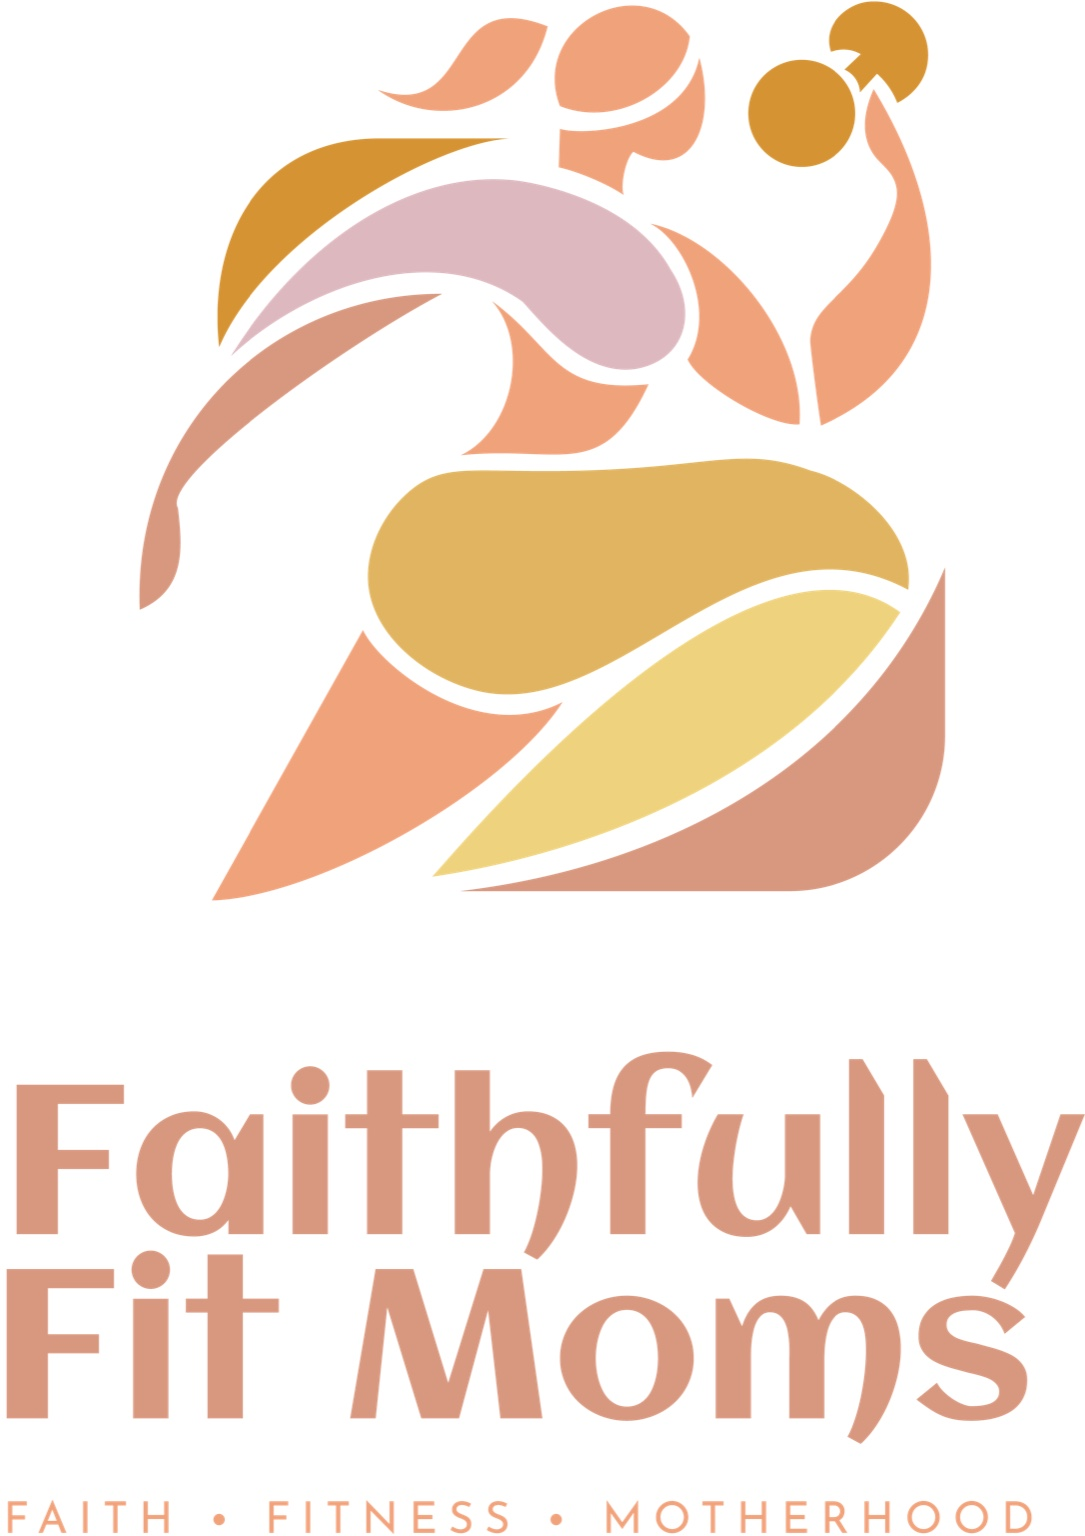 Faithfully
Fit Moms
FAITH • FITNESS • MOTHERHOOD